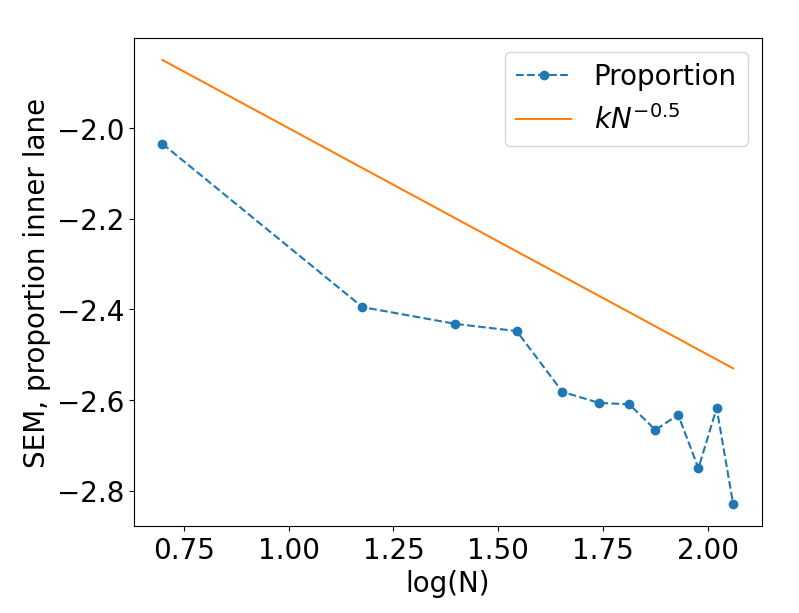 Proportion
$kN^{-0.5}$
SEM, proportion inner lane
−2.0
−2.2
−2.4
−2.6
−2.8
0.75 1.00 1.25 1.50 1.75 2.00
log(N)